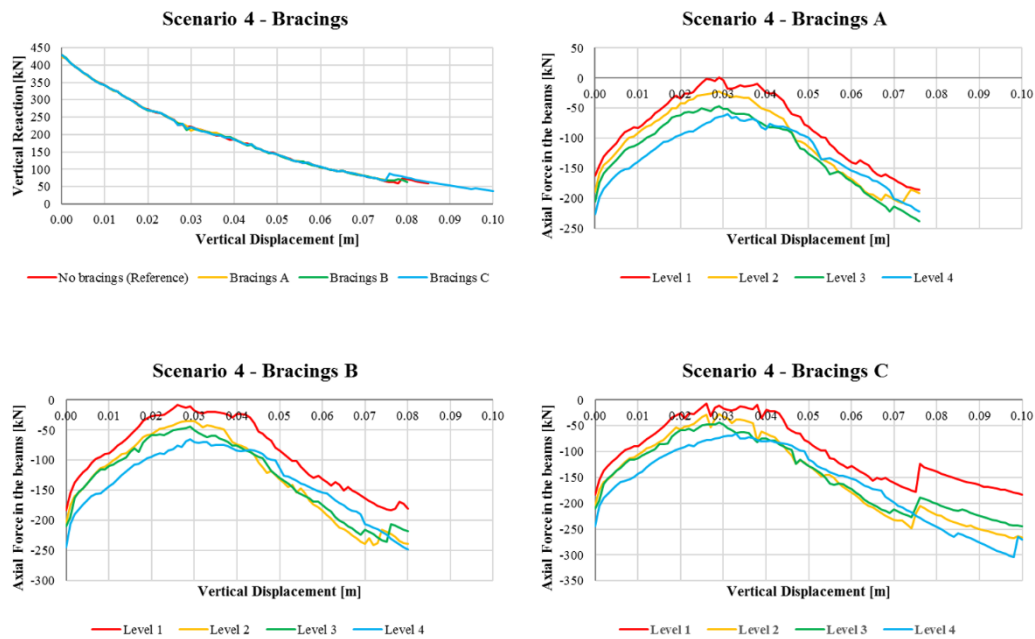 Scenario 4 - Bracings
Vertical Reaction [kN]
450
400
350
300
250
200
150
100
50
0
0.00 0.01 0.02 0.03 0.04 0.05 0.06 0.07 0.08 0.09 0.10
Vertical Displacement [m]
No bracings (Reference) Bracings A Bracings B Bracings C
Scenario 4 - Bracings A
Axial Force in the beams [kN]
50
0
-50
-100
-150
-200
-250
0.00 0.01 0.02 0.03 0.04 0.05 0.06 0.07 0.08 0.09 0.10
Vertical Displacement [m]
Level 1 Level 2 Level 3 Level 4
Scenario 4 - Bracings B
Axial Force in the beams [kN]
0
-50
-100
-150
-200
-250
-300
0.00 0.01 0.02 0.03 0.04 0.05 0.06 0.07 0.08 0.09 0.10
Vertical Displacement [m]
Level 1 Level 2 Level 3 Level 4
Scenario 4 - Bracings C
Axial Force in the beams [kN]
0
-50
-100
-150
-200
-250
-300
-350
0.00 0.01 0.02 0.03 0.04 0.05 0.06 0.07 0.08 0.09 0.10
Vertical Displacement [m]
Level 1 Level 2 Level 3 Level 4